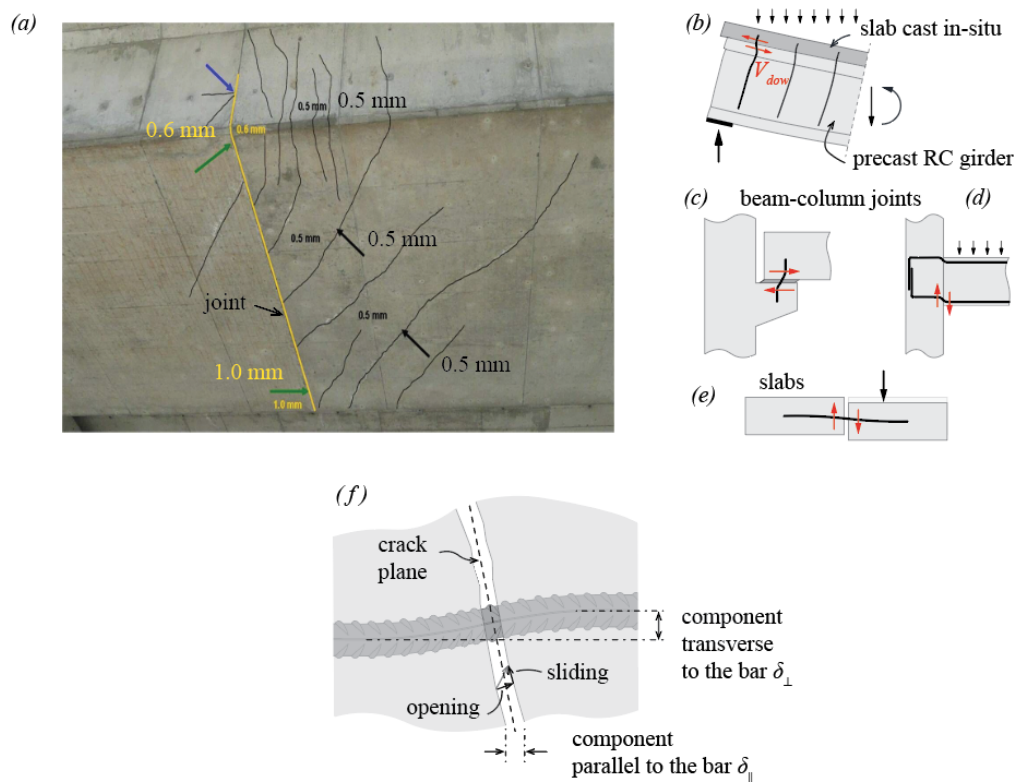 (a)
0.5 mm
0.5 mm
0.6 mm
0.6 mm
0.5 mm
0.5 mm
joint
0.5 mm
0.5 mm
1.0 mm
1.0 mm
(b)
slab cast in-situ
V_dow
precast RC girder
(c)
beam-column joints
(d)
(e)
slabs
(f)
crack
plane
component
transverse
to the bar δ⊥
sliding
opening
component
parallel to the bar δ∥